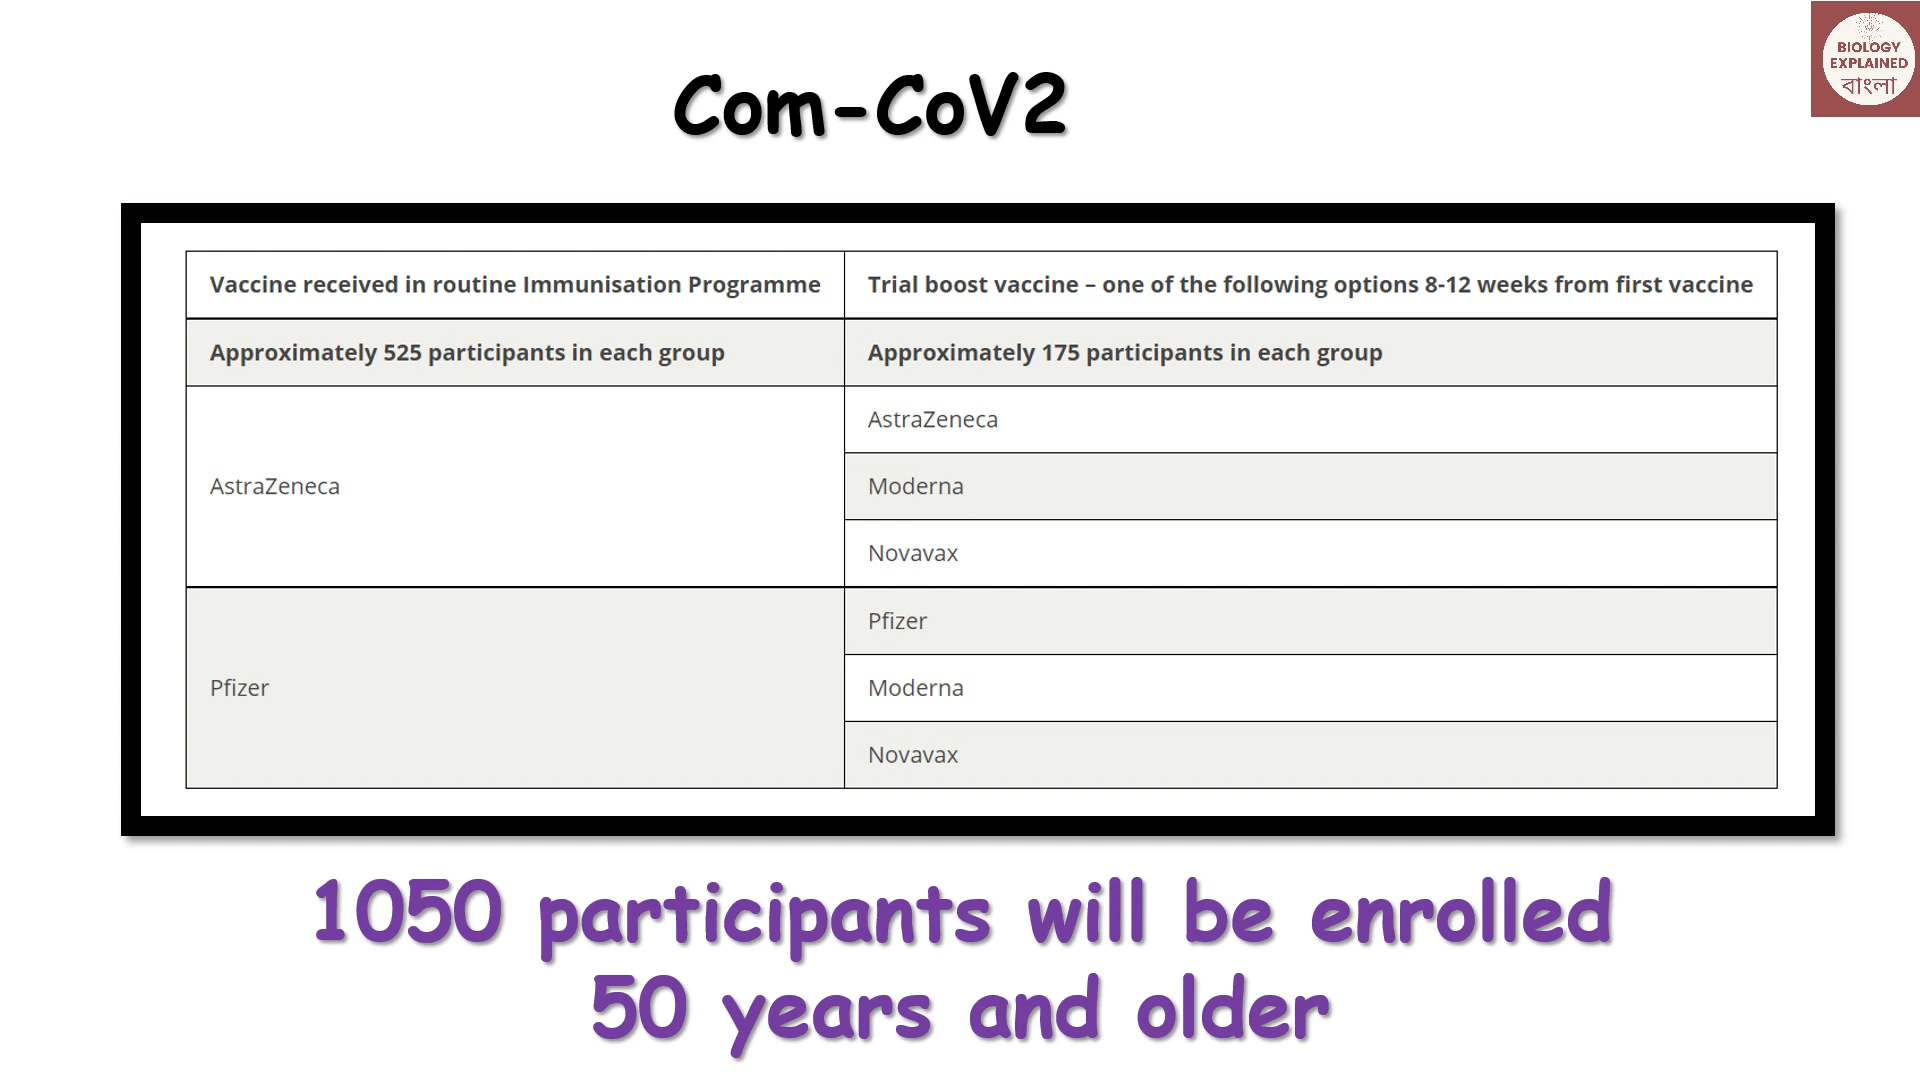 Com-CoV2
BIOLOGY
EXPLAINED
বাংলা
Vaccine received in routine Immunisation Programme
Trial boost vaccine – one of the following options 8-12 weeks from first vaccine
Approximately 525 participants in each group
Approximately 175 participants in each group
AstraZeneca
AstraZeneca
Moderna
Novavax
Pfizer
Pfizer
Moderna
Novavax
1050 participants will be enrolled
50 years and older